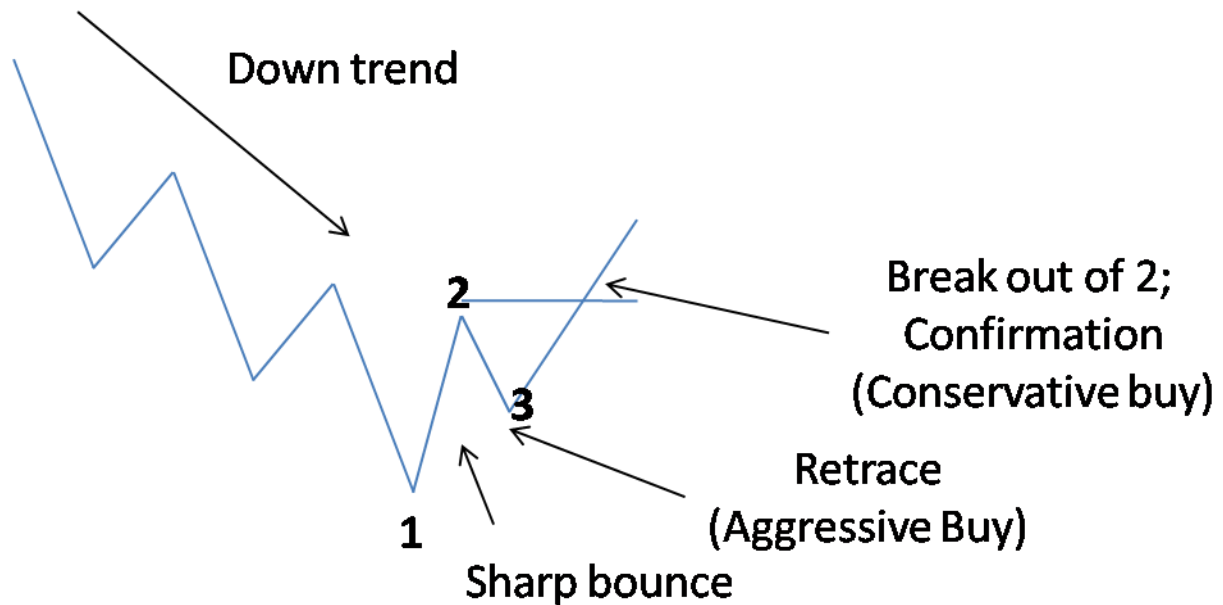 Down trend
2
Break out of 2;
Confirmation
(Conservative buy)
3
Retrace
(Aggressive Buy)
1
Sharp bounce